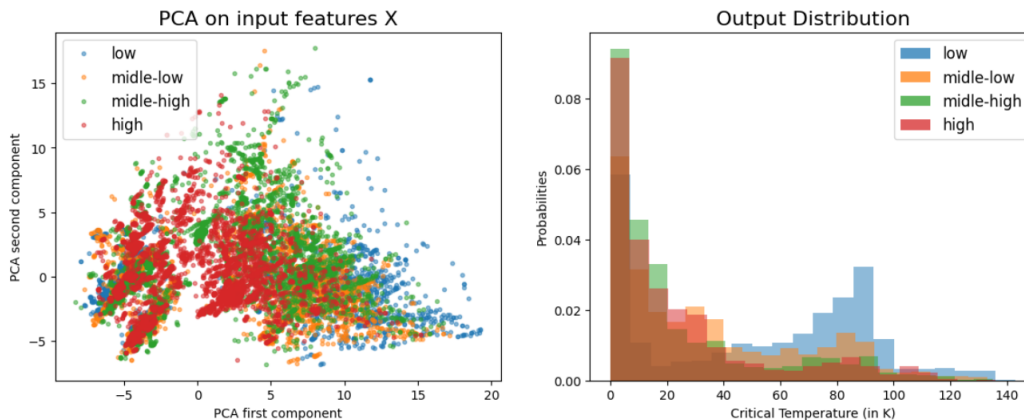 PCA on input features X
low
midle-low
midle-high
high
15
10
5
0
−5
PCA second component
−5
0
5
10
15
20
PCA first component
Output Distribution
low
midle-low
midle-high
high
0.08
0.06
0.04
0.02
0.00
Probabilities
0
20
40
60
80
100
120
140
Critical Temperature (in K)